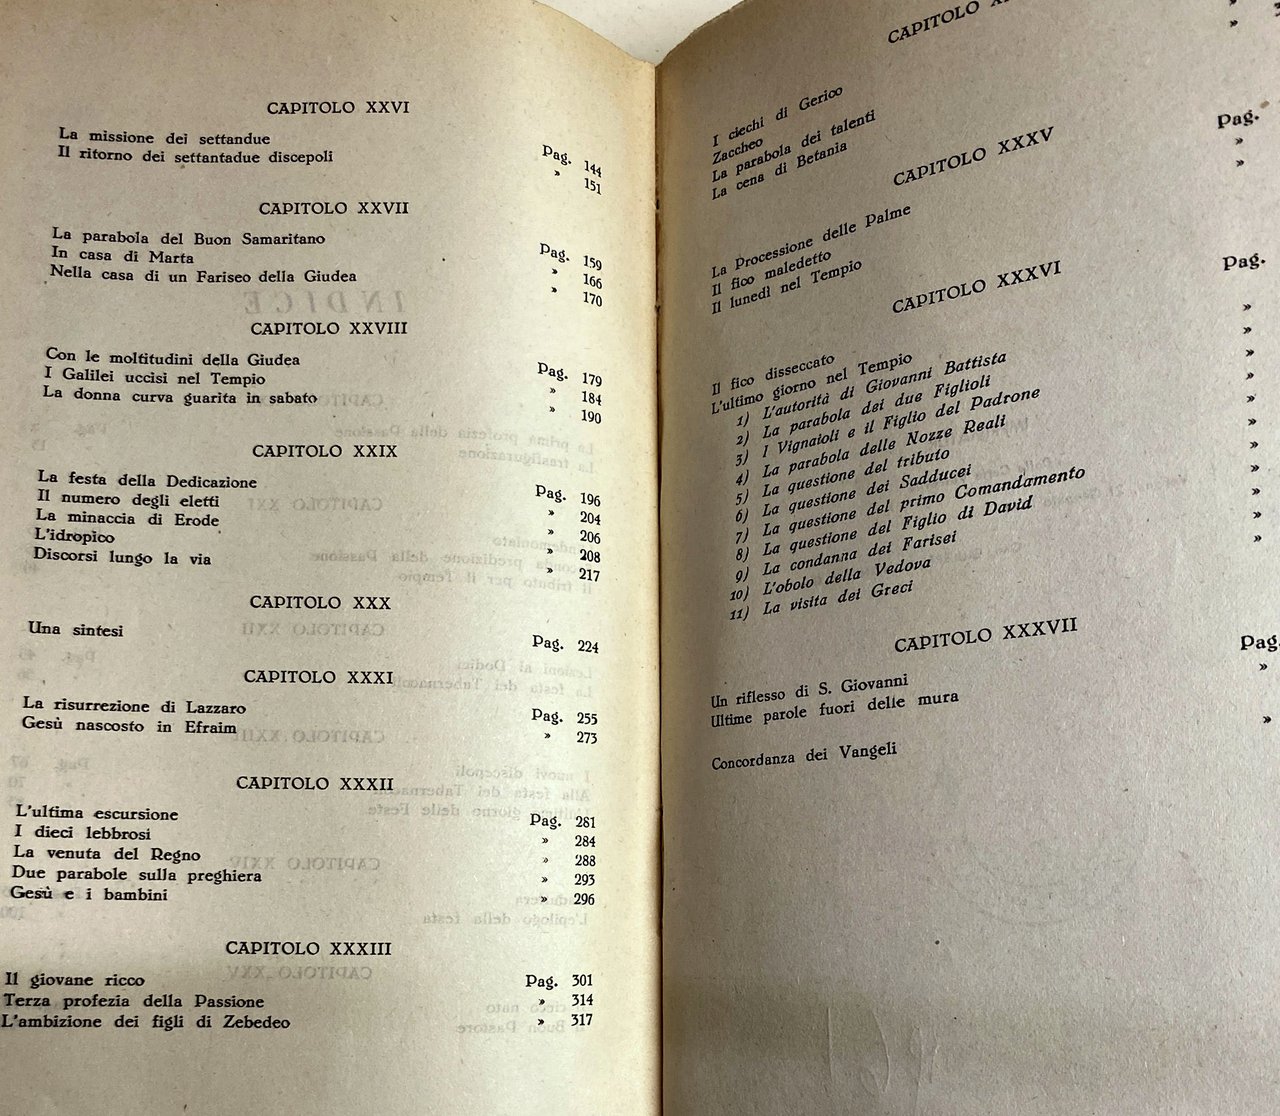 CAPITOLO XXVI
La missione dei settandue Pag. 144
Il ritorno dei settantadue discepoli » 151
CAPITOLO XXVII
La parabola del Buon Samaritano Pag. 159
In casa di Marta » 166
Nella casa di un Fariseo della Giudea » 170
CAPITOLO XXVIII
Con le moltitudini della Giudea Pag. 179
I Galilei uccisi nel Tempio » 184
La donna curva guarita in sabato » 190
CAPITOLO XXIX
La festa della Dedicazione Pag. 196
Il numero degli eletti » 204
La minaccia di Erode » 206
L'idropico » 208
Discorsi lungo la via » 217
CAPITOLO XXX
Una sintesi Pag. 224
CAPITOLO XXXI
La risurrezione di Lazzaro Pag. 255
Gesù nascosto in Efraim » 273
CAPITOLO XXXII
L'ultima escursione Pag. 281
I dieci lebbrosi » 284
La venuta del Regno » 288
Due parabole sulla preghiera » 293
Gesù e i bambini » 296
CAPITOLO XXXIII
Il giovane ricco Pag. 301
Terza profezia della Passione » 314
L'ambizione dei figli di Zebedeo » 317
CAPITOLO
I ciechi di Gerico
Zaccheo
La parabola dei talenti »
La cena di Betania »
CAPITOLO XXXV
La Processione delle Palme Pag.
Il fico maledetto »
Il lunedì nel Tempio »
CAPITOLO XXXVI
Il fico disseccato Pag.
L'ultimo giorno nel Tempio
1) L'autorità di Giovanni Battista »
2) La parabola dei due Figlioli »
3) I Vignaioli e il Figlio del Padrone »
4) La parabola delle Nozze Reali »
5) La questione del tributo »
6) La questione dei Sadducei »
7) La questione del primo Comandamento »
8) La questione del Figlio di David »
9) La condanna dei Farisei »
10) L'obolo della Vedova »
11) La visita dei Greci »
CAPITOLO XXXVII
Un riflesso di S. Giovanni Pag.
Ultime parole fuori delle mura »
Concordanza dei Vangeli »